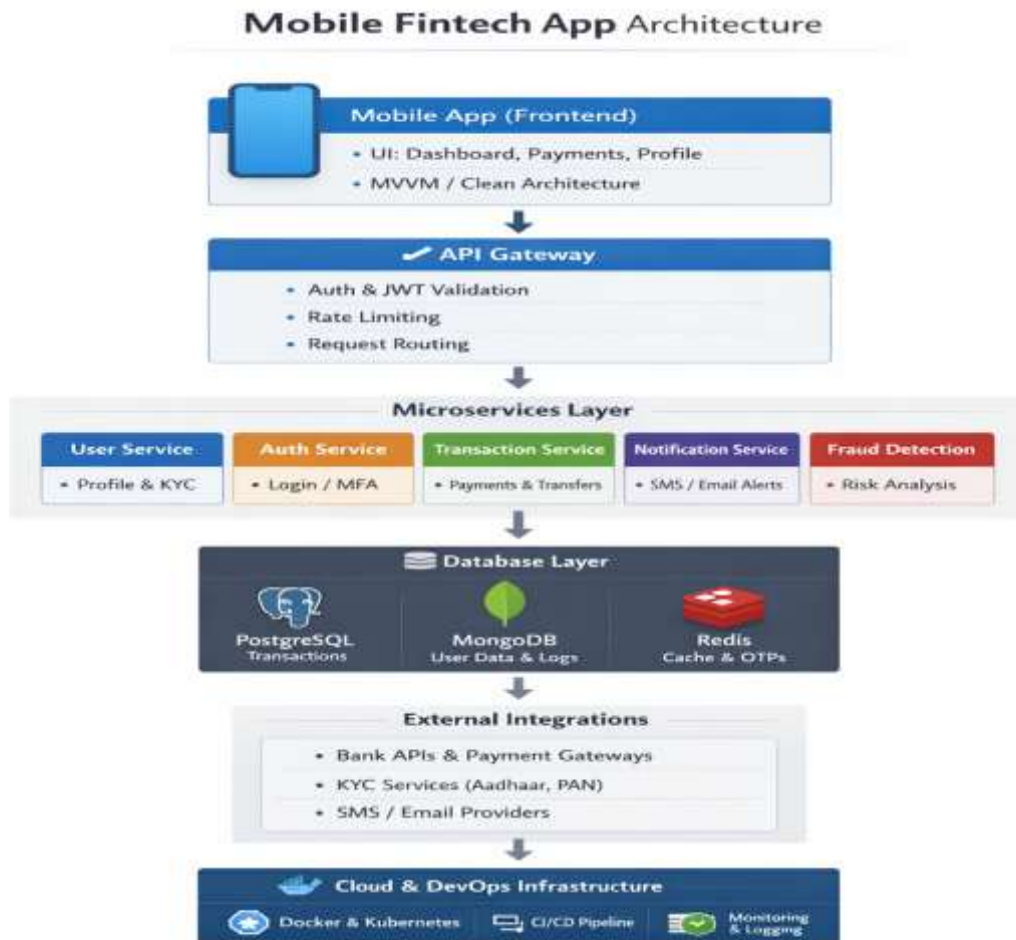 Mobile Fintech App Architecture
Mobile App (Frontend)
• UI: Dashboard, Payments, Profile
• MVVM / Clean Architecture
API Gateway
• Auth & JWT Validation
• Rate Limiting
• Request Routing
Microservices Layer
User Service
• Profile & KYC
Auth Service
• Login / MFA
Transaction Service
• Payments & Transfers
Notification Service
• SMS / Email Alerts
Fraud Detection
• Risk Analysis
Database Layer
PostgreSQL
Transactions
MongoDB
User Data & Logs
Redis
Cache & OTPs
External Integrations
• Bank APIs & Payment Gateways
• KYC Services (Aadhaar, PAN)
• SMS / Email Providers
Cloud & DevOps Infrastructure
Docker & Kubernetes
CI/CD Pipeline
Monitoring
& Logging